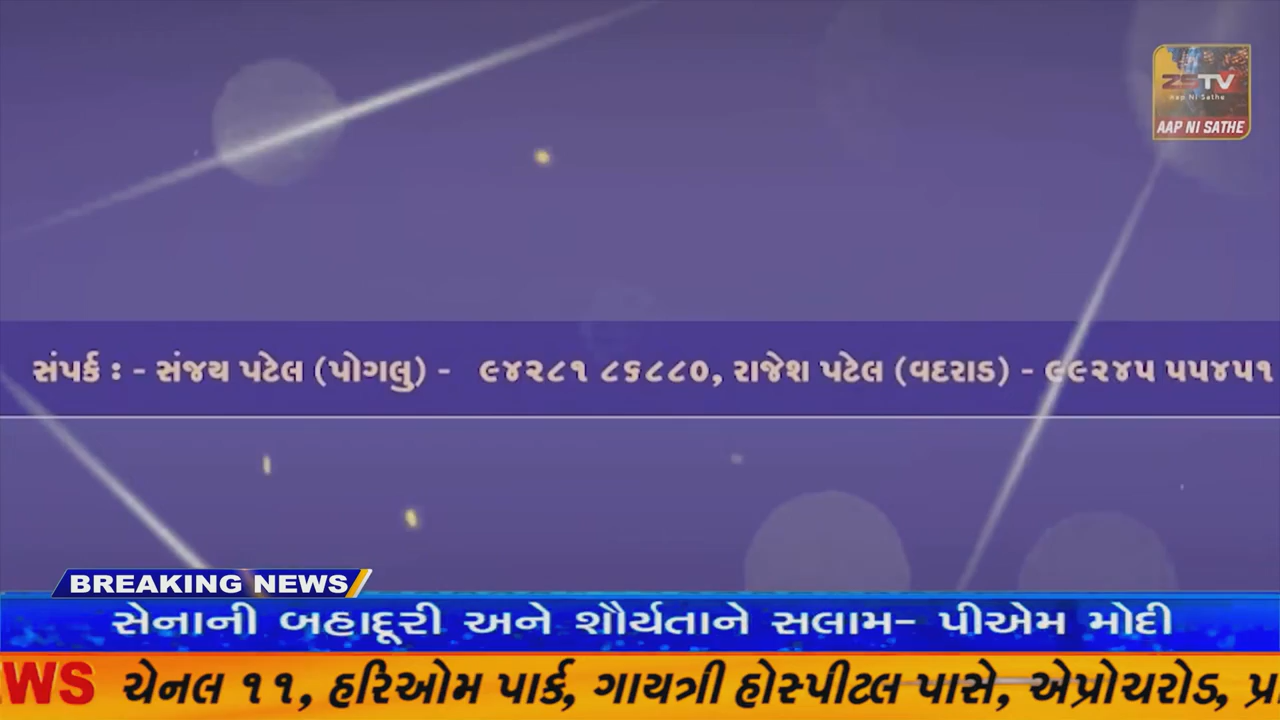 ZSTV
Aap Ni Sathe
AAP NI SATHE
સંપર્ક : - સંજય પટેલ (પોગલુ) - ૯૪૨૮૧ ૮૬૮૮૦, રાજેશ પટેલ (વદરાડ) - ૯૯૨૪૫ ૫૫૪૫૧
BREAKING NEWS
સેનાની બહાદૂરી અને શૌર્યતાને સલામ- પીએમ મોદી
EWS ચેનલ ૧૧, હરિઓમ પાર્ક, ગાયત્રી હોસ્પીટલ પાસે, એપ્રોચરોડ, પ્રા